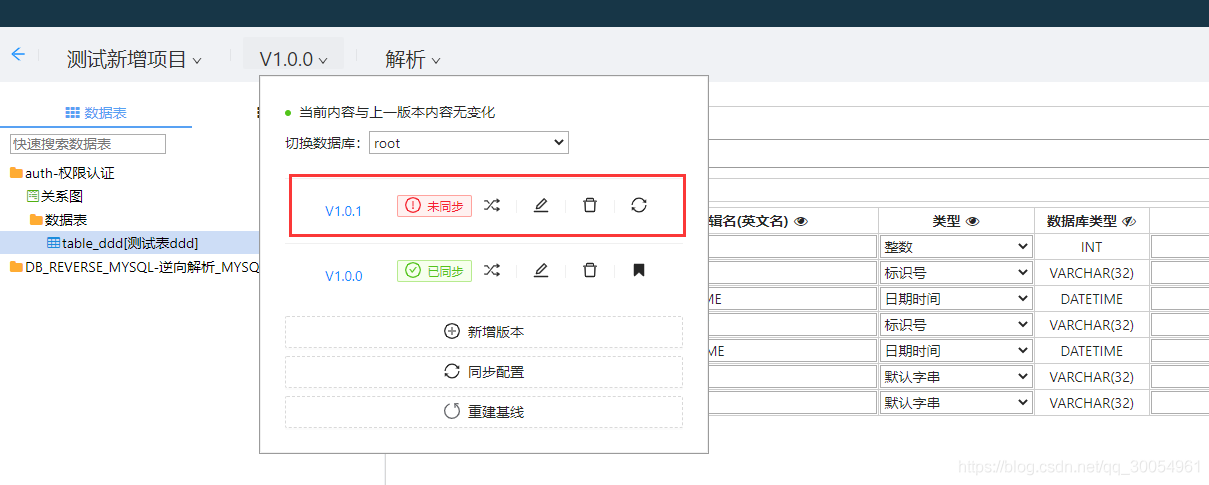 测试新增项目 V1.0.0 解析
数据表
快速搜索数据表
auth-权限认证
关系图
数据表
table_ddd[测试表ddd]
DB_REVERSE_MYSQL-逆向解析_MYSQ
当前内容与上一版本内容无变化
切换数据库： root
V1.0.1 未同步
V1.0.0 已同步
新增版本
同步配置
重建基线
辑名(英文名) 类型 数据库类型
整数 INT
标识号 VARCHAR(32)
ME 日期时间 DATETIME
标识号 VARCHAR(32)
ME 日期时间 DATETIME
默认字串 VARCHAR(32)
默认字串 VARCHAR(32)
https://blog.csdn.net/qq_30054961